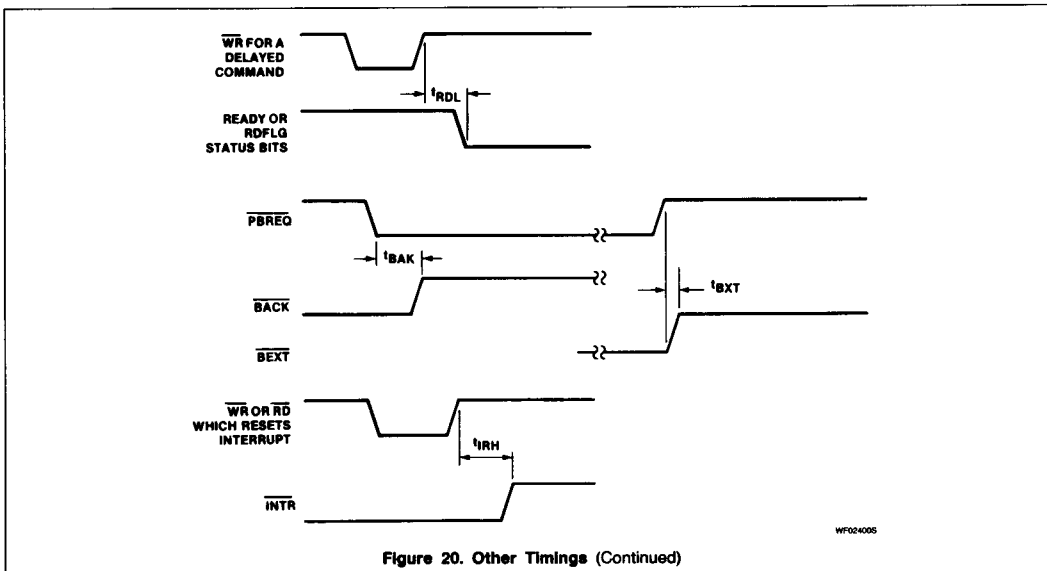 WR FOR A
DELAYED
COMMAND
tRDL
READY OR
RDFLG
STATUS BITS
PBREQ
tBAK
BACK
tBXT
BEXT
WR OR RD
WHICH RESETS
INTERRUPT
tIRH
INTR
WF02400S
Figure 20. Other Timings (Continued)